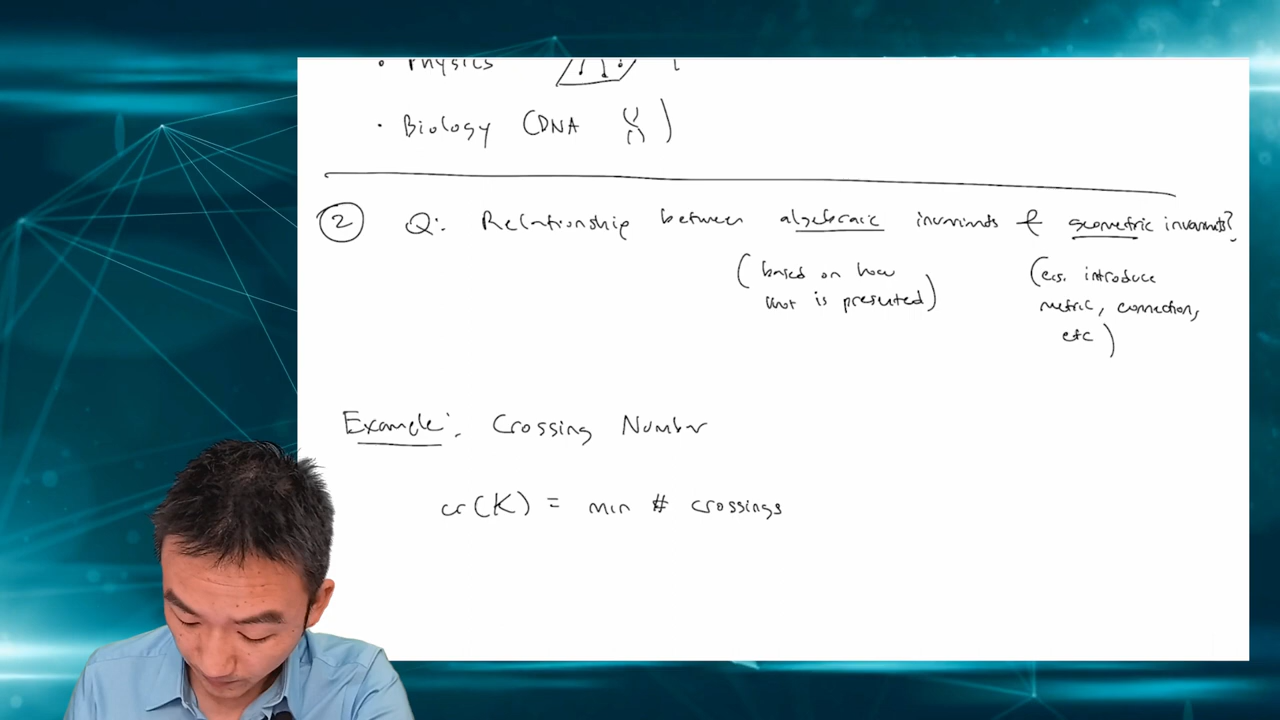 • Physics
• Biology (DNA )
② Q: Relationship between algebraic invariants & geometric invariants?
(based on how knot is presented)
(e.g. introduce metric, connection, etc)
Example: Crossing Number
cr(K) = min # crossings